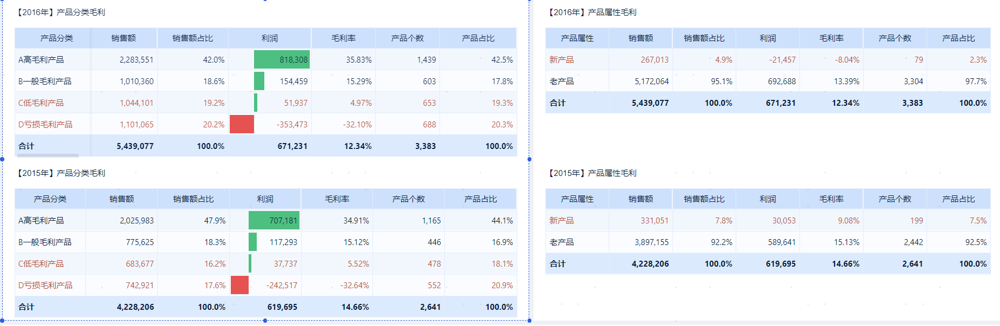 【2016年】产品分类毛利
产品分类 销售额 销售额占比 利润 毛利率 产品个数 产品占比
A高毛利产品 2,283,551 42.0% 818,308 35.83% 1,439 42.5%
B一般毛利产品 1,010,360 18.6% 154,459 15.29% 603 17.8%
C低毛利产品 1,044,101 19.2% 51,937 4.97% 653 19.3%
D亏损毛利产品 1,101,065 20.2% -353,473 -32.10% 688 20.3%
合计 5,439,077 100.0% 671,231 12.34% 3,383 100.0%
【2016年】产品属性毛利
产品属性 销售额 销售额占比 利润 毛利率 产品个数 产品占比
新产品 267,013 4.9% -21,457 -8.04% 79 2.3%
老产品 5,172,064 95.1% 692,688 13.39% 3,304 97.7%
合计 5,439,077 100.0% 671,231 12.34% 3,383 100.0%
【2015年】产品分类毛利
产品分类 销售额 销售额占比 利润 毛利率 产品个数 产品占比
A高毛利产品 2,025,983 47.9% 707,181 34.91% 1,165 44.1%
B一般毛利产品 775,625 18.3% 117,293 15.12% 446 16.9%
C低毛利产品 683,677 16.2% 37,737 5.52% 478 18.1%
D亏损毛利产品 742,921 17.6% -242,517 -32.64% 552 20.9%
合计 4,228,206 100.0% 619,695 14.66% 2,641 100.0%
【2015年】产品属性毛利
产品属性 销售额 销售额占比 利润 毛利率 产品个数 产品占比
新产品 331,051 7.8% 30,053 9.08% 199 7.5%
老产品 3,897,155 92.2% 589,641 15.13% 2,442 92.5%
合计 4,228,206 100.0% 619,695 14.66% 2,641 100.0%